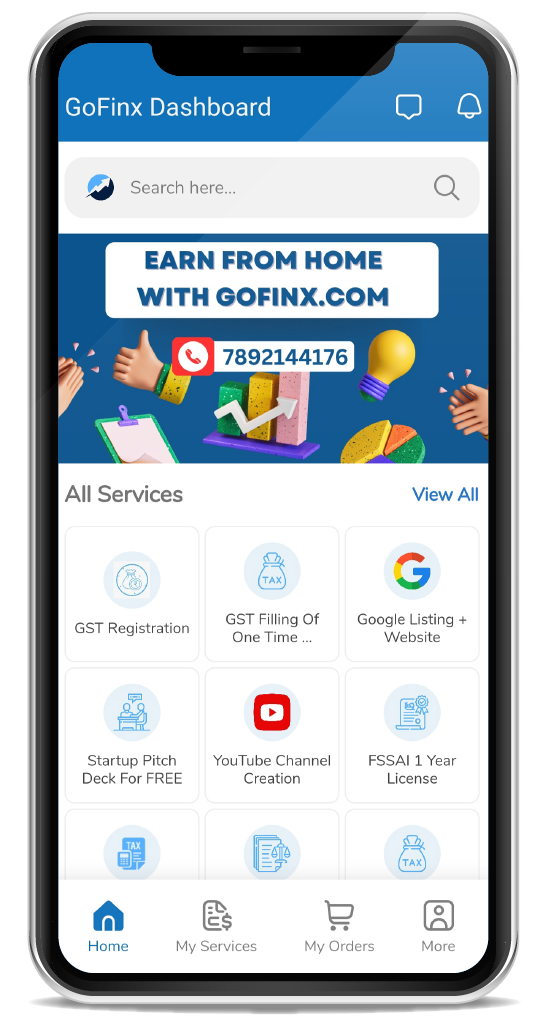 GoFinx Dashboard
Search here...
EARN FROM HOME
WITH GOFINX.COM
7892144176
All Services
View All
GST Registration
GST Filling Of
One Time ...
TAX
Google Listing +
Website
Startup Pitch
Deck For FREE
YouTube Channel
Creation
FSSAI 1 Year
License
TAX
TAX
Home
My Services
My Orders
More